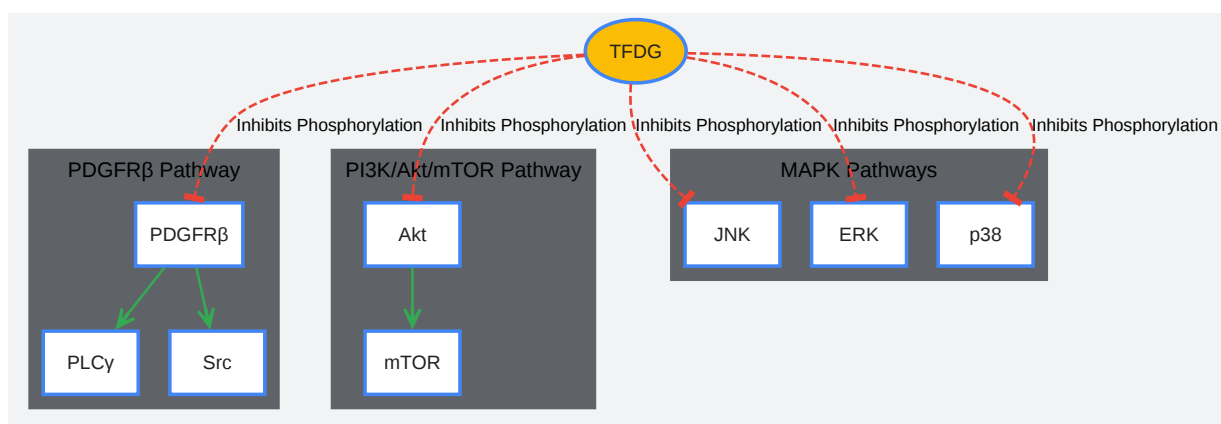 TFDG
Inhibits Phosphorylation
Inhibits Phosphorylation
Inhibits Phosphorylation
Inhibits Phosphorylation
Inhibits Phosphorylation
PDGFRβ Pathway
PI3K/Akt/mTOR Pathway
MAPK Pathways
PDGFRβ
Akt
JNK
ERK
p38
PLCγ
Src
mTOR